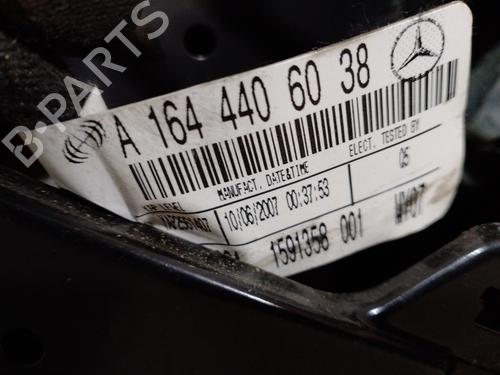 B-PARTS
A 164 440 60 38
MANUFACT. DATE&TIME
ELECT. TESTED BY
10/06/2007 00:37:53
05
1591358 001
WY07